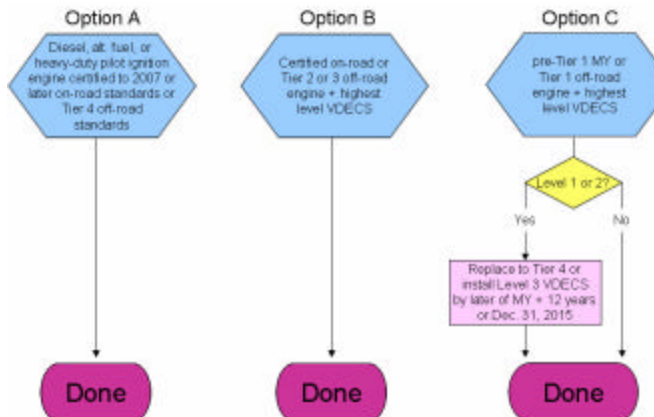 Option A
Option B
Option C
Diesel, alt. fuel, or
heavy-duty pilot ignition
engine certified to 2007 or
later on-road standards or
Tier 4 off-road
standards
Certified on-road or
Tier 2 or 3 off-road
engine + highest
level VDECS
pre-Tier 1 MY or
Tier 1 off-road
engine + highest
level VDECS
Level 1 or 2?
Yes
No
Replace to Tier 4 or
install Level 3 VDECS
by later of MY + 12 years
or Dec. 31, 2015
Done
Done
Done